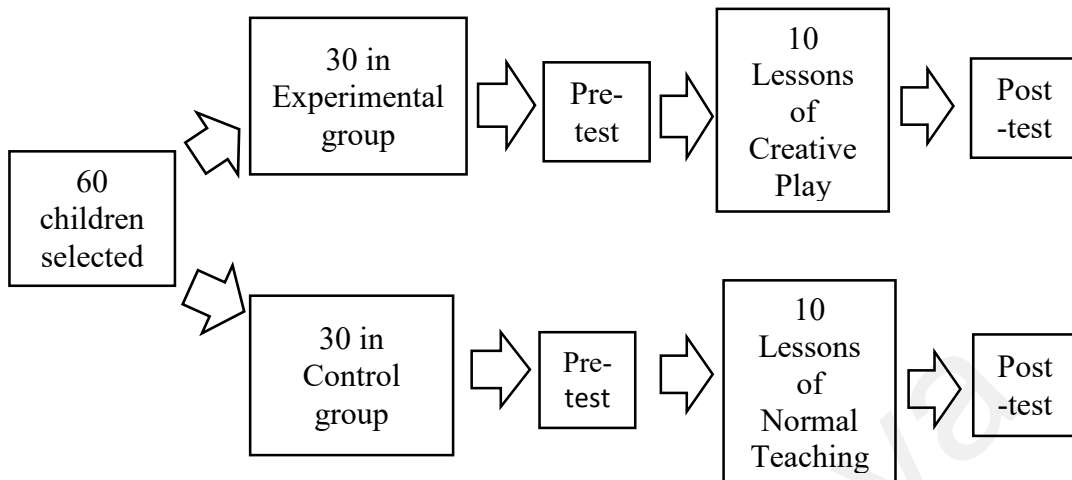 60
children
selected
30 in
Experimental
group
Pre-
test
10
Lessons
of
Creative
Play
Post
-test
30 in
Control
group
Pre-
test
10
Lessons
of
Normal
Teaching
Post
-test